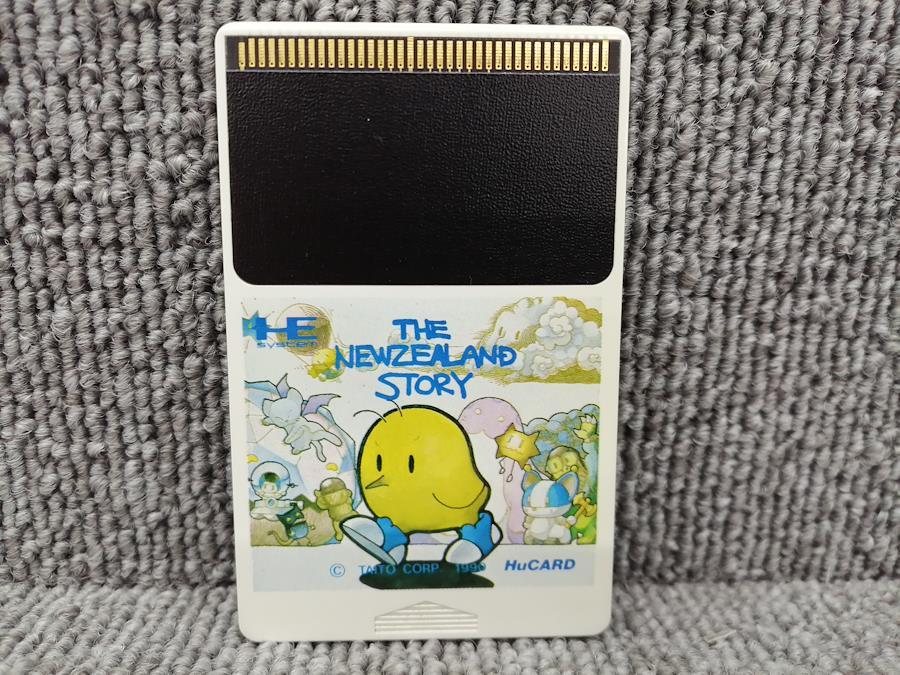 HE
SYSTEM
THE
NEWZEALAND
STORY
© TAITO CORP. 1990 HuCARD